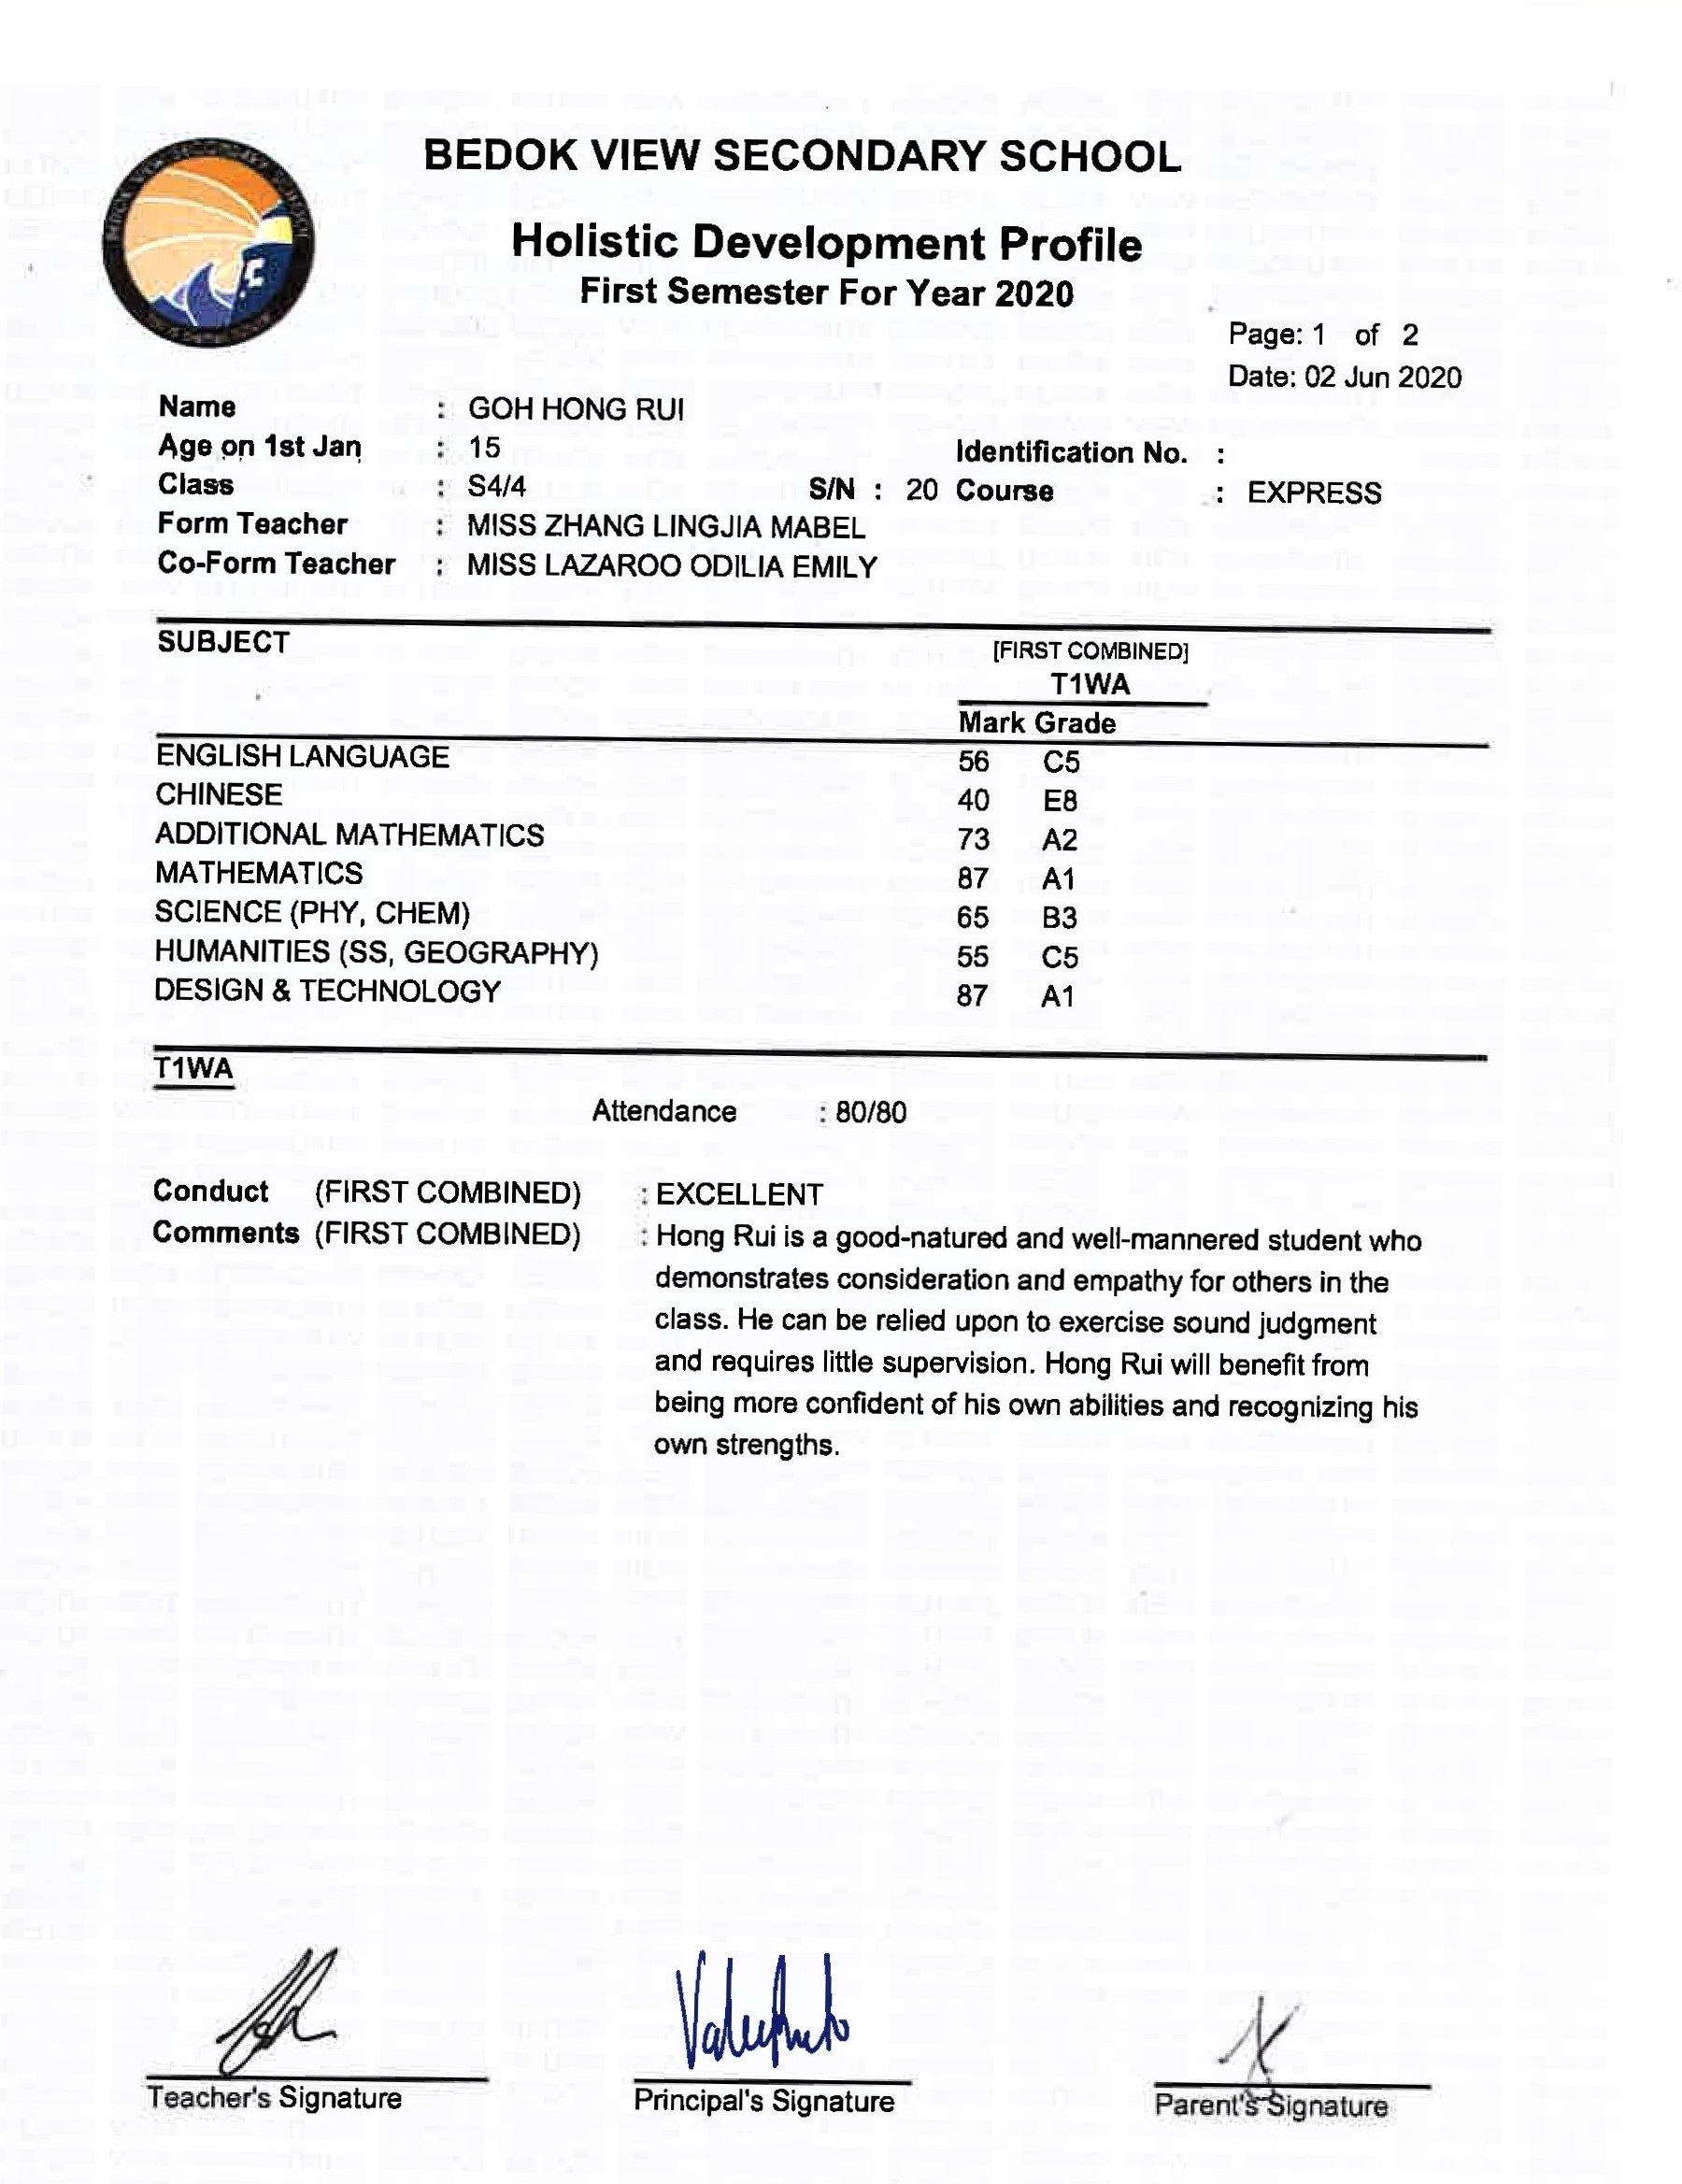 BEDOK VIEW SECONDARY SCHOOL
Holistic Development Profile
First Semester For Year 2020
Page: 1 of 2
Date: 02 Jun 2020
Name : GOH HONG RUI
Age on 1st Jan : 15 Identification No. :
Class : S4/4 S/N : 20 Course : EXPRESS
Form Teacher : MISS ZHANG LINGJIA MABEL
Co-Form Teacher : MISS LAZAROO ODILIA EMILY
SUBJECT [FIRST COMBINED]
T1WA
Mark Grade
ENGLISH LANGUAGE 56 C5
CHINESE 40 E8
ADDITIONAL MATHEMATICS 73 A2
MATHEMATICS 87 A1
SCIENCE (PHY, CHEM) 65 B3
HUMANITIES (SS, GEOGRAPHY) 55 C5
DESIGN & TECHNOLOGY 87 A1
T1WA
Attendance : 80/80
Conduct (FIRST COMBINED) : EXCELLENT
Comments (FIRST COMBINED) : Hong Rui is a good-natured and well-mannered student who
demonstrates consideration and empathy for others in the
class. He can be relied upon to exercise sound judgment
and requires little supervision. Hong Rui will benefit from
being more confident of his own abilities and recognizing his
own strengths.
Teacher's Signature
Principal's Signature
Parent's Signature